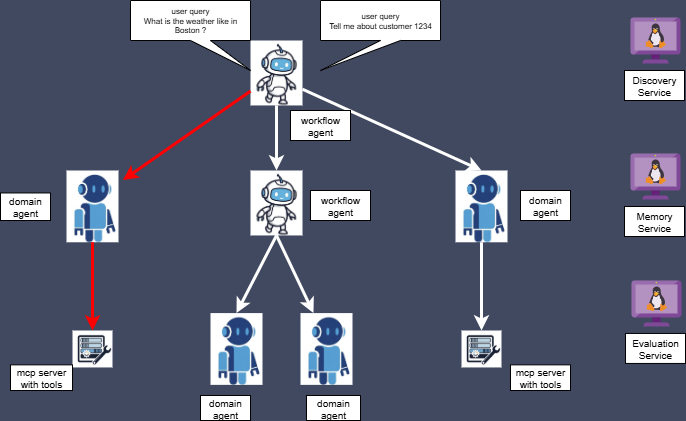 user query
What is the weather like in
Boston ?
user query
Tell me about customer 1234
Discovery
Service
workflow
agent
domain
agent
workflow
agent
domain
agent
Memory
Service
Evaluation
Service
mcp server
with tools
mcp server
with tools
domain
agent
domain
agent